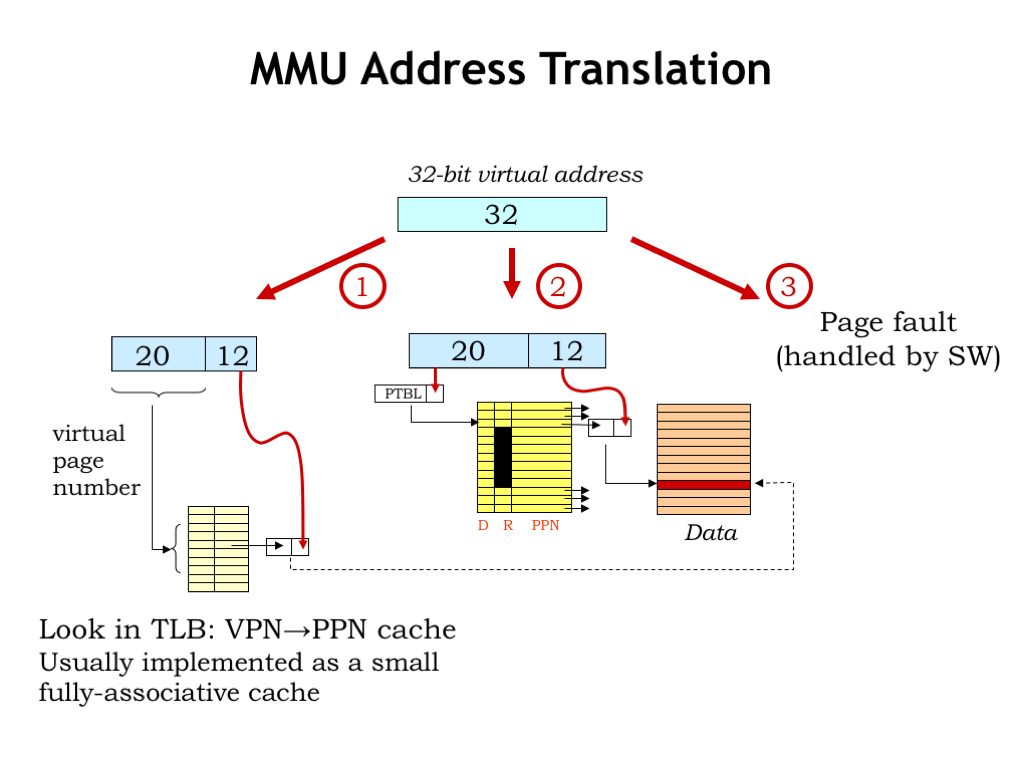 MMU Address Translation
32-bit virtual address
32
1
2
3
Page fault
(handled by SW)
20 12
20 12
PTBL
virtual
page
number
D R PPN
Data
Look in TLB: VPN→PPN cache
Usually implemented as a small
fully-associative cache